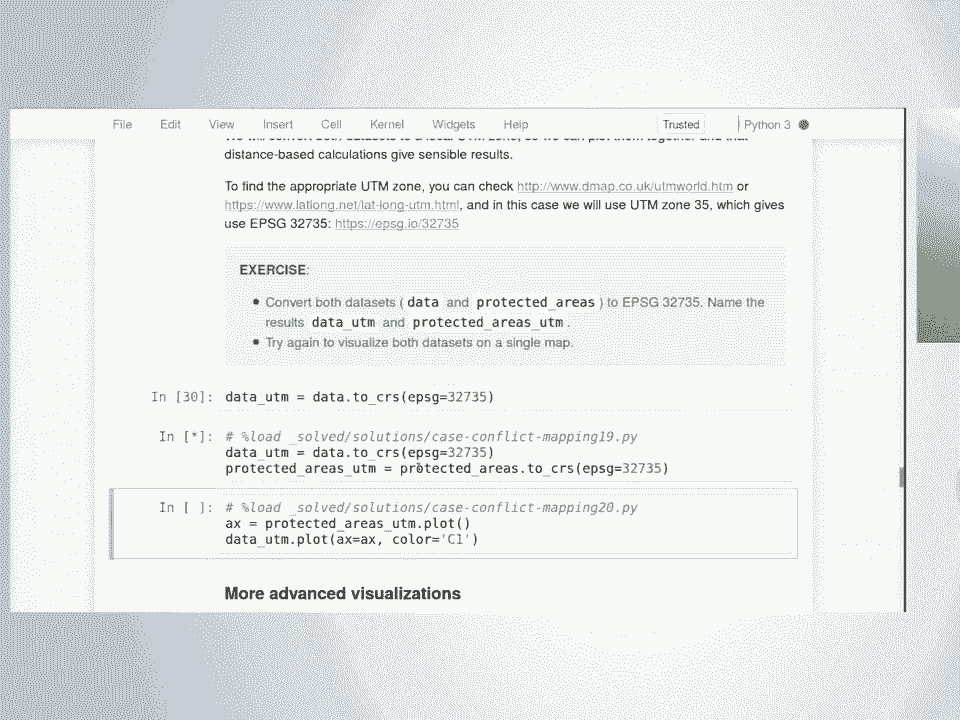 File Edit View Insert Cell Kernel Widgets Help Trusted Python 3
distance-based calculations give sensible results.
To find the appropriate UTM zone, you can check http://www.dmap.co.uk/utmworld.htm or
https://www.latlong.net/lat-long-utm.html, and in this case we will use UTM zone 35, which gives
use EPSG 32735: https://epsg.io/32735
EXERCISE:
• Convert both datasets ( data and protected_areas ) to EPSG 32735. Name the
results data_utm and protected_areas_utm .
• Try again to visualize both datasets on a single map.
In [30]: data_utm = data.to_crs(epsg=32735)
In [*]: # %load _solved/solutions/case-conflict-mapping19.py
data_utm = data.to_crs(epsg=32735)
protected_areas_utm = protected_areas.to_crs(epsg=32735)
In [ ]: # %load _solved/solutions/case-conflict-mapping20.py
ax = protected_areas_utm.plot()
data_utm.plot(ax=ax, color='C1')
More advanced visualizations